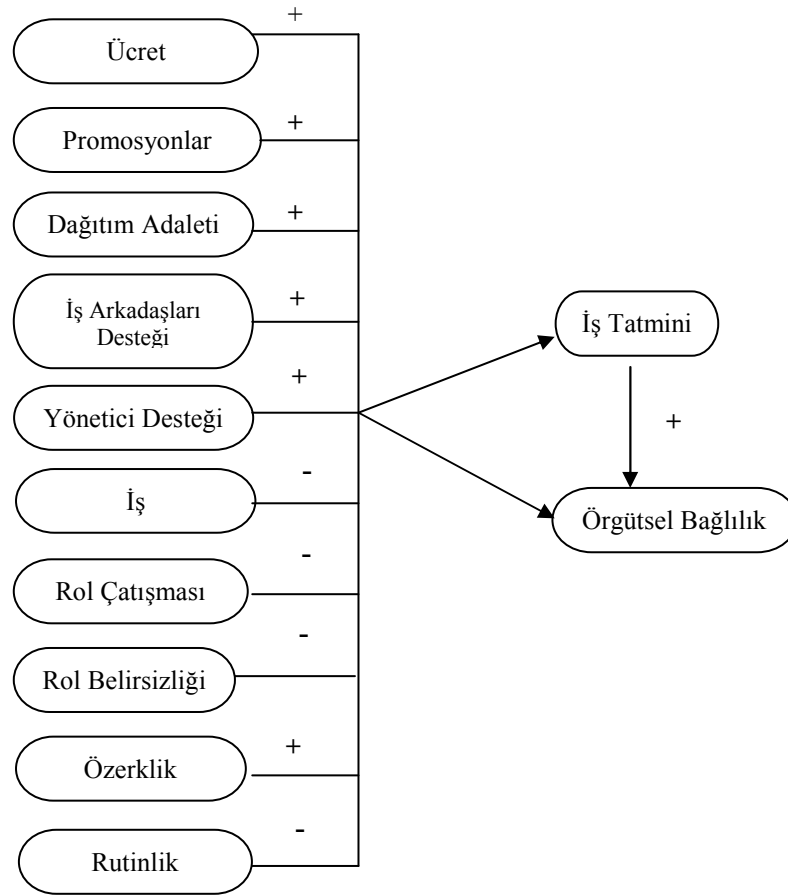 +
Ücret
+
Promosyonlar
+
Dağıtım Adaleti
+
İş Arkadaşları
Desteği
+
Yönetici Desteği
-
İş
-
Rol Çatışması
-
Rol Belirsizliği
+
Özerklik
-
Rutinlik
İş Tatmini
+
Örgütsel Bağlılık